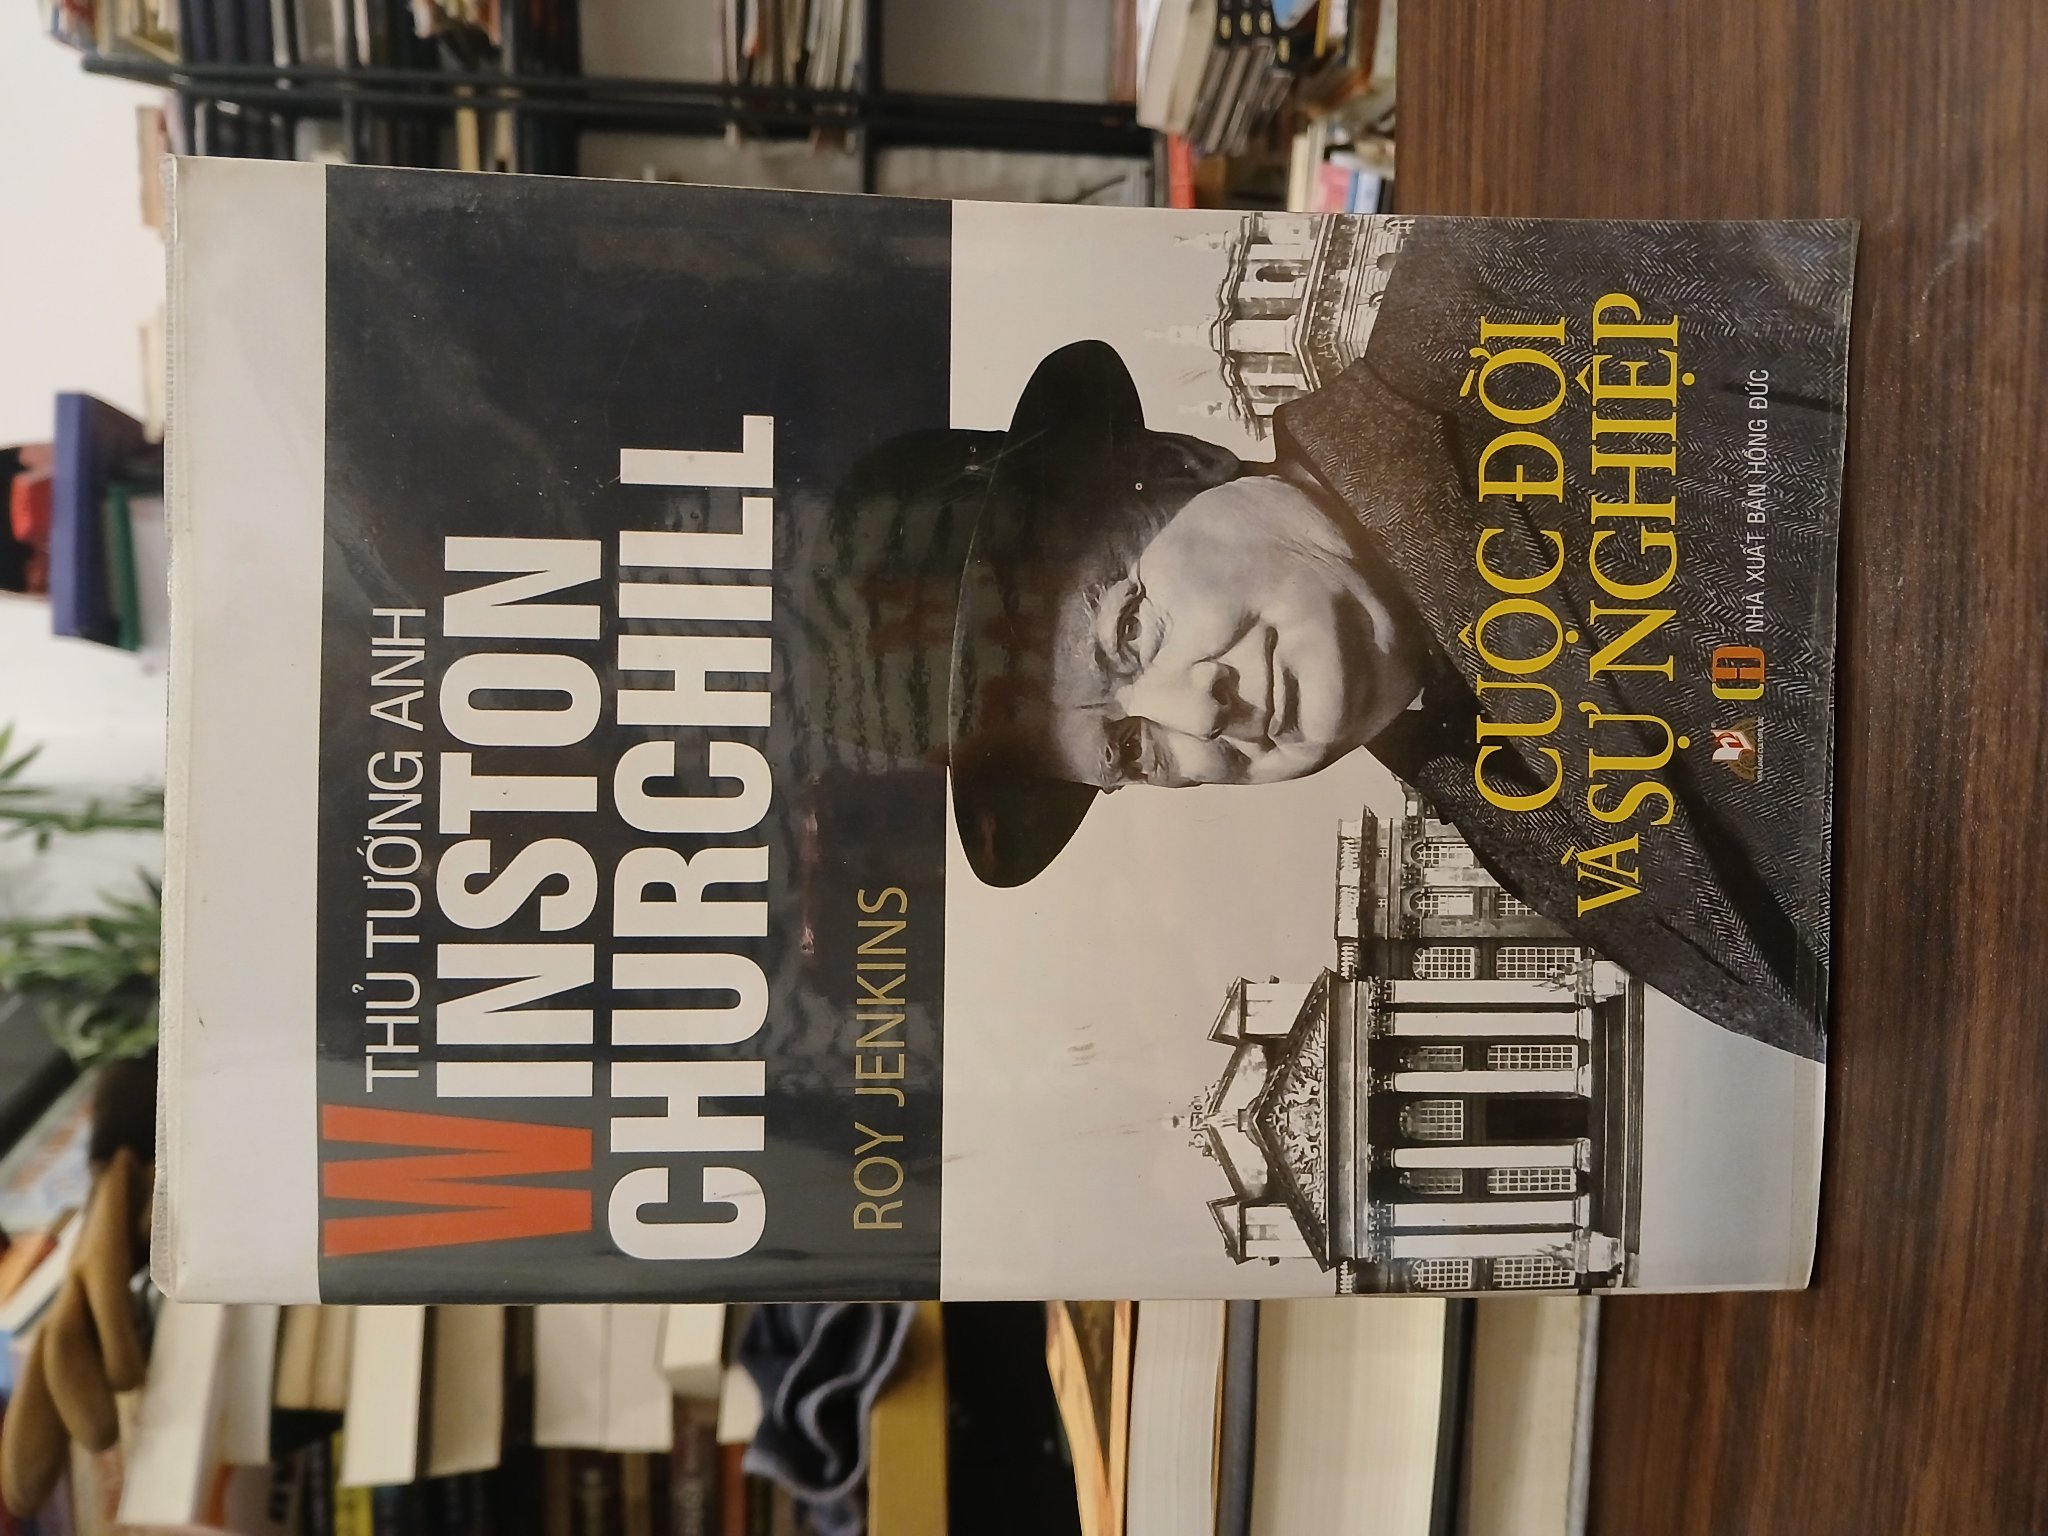 THỦ TƯỚNG ANH
WINSTON
CHURCHILL
ROY JENKINS
CUỘC ĐỜI
VÀ SỰ NGHIỆP
NHÀ XUẤT BẢN HỒNG ĐỨC